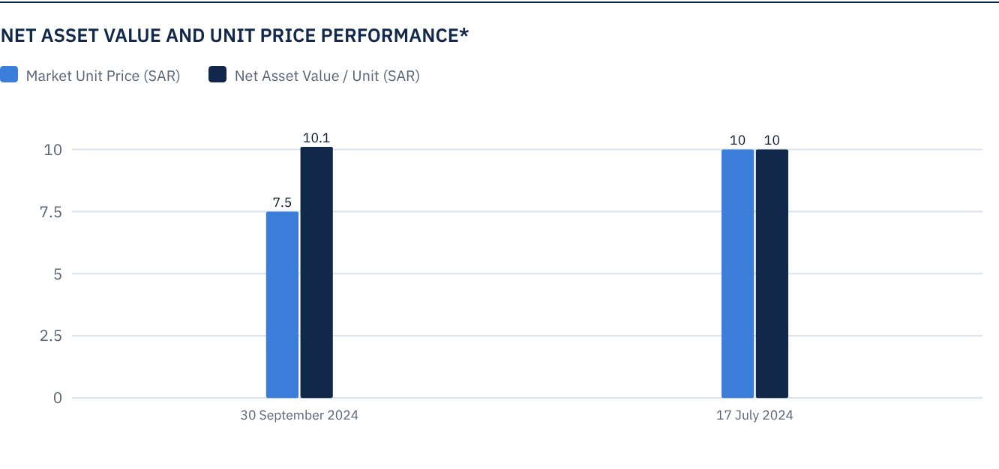 NET ASSET VALUE AND UNIT PRICE PERFORMANCE*
Market Unit Price (SAR) Net Asset Value / Unit (SAR)
10.1
10 10
10
7.5
7.5
5
2.5
0
30 September 2024 17 July 2024